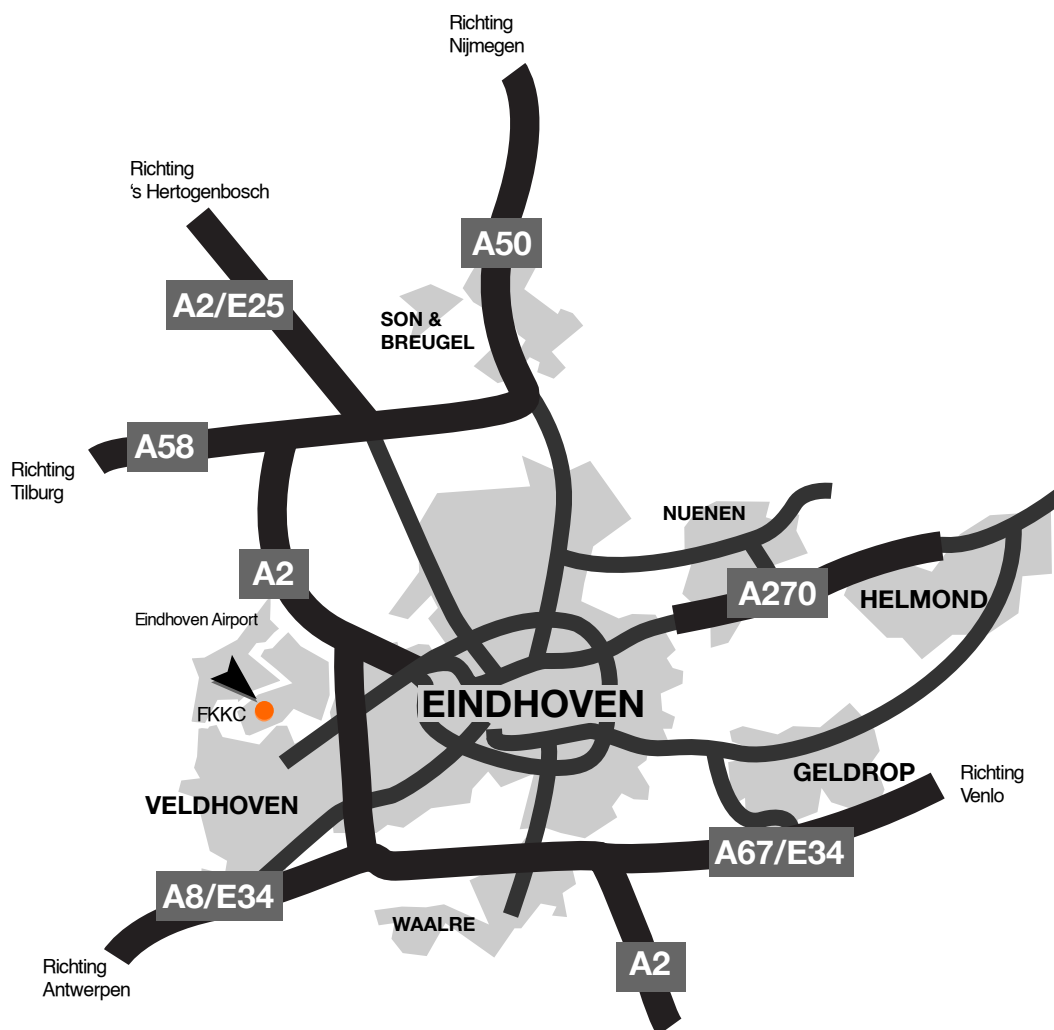 Richting
Nijmegen
Richting
's Hertogenbosch
A50
A2/E25
SON &
BREUGEL
A58
Richting
Tilburg
NUENEN
A2
A270
HELMOND
Eindhoven Airport
EINDHOVEN
FKKC
GELDROP
Richting
Venlo
VELDHOVEN
A67/E34
A8/E34
WAALRE
A2
Richting
Antwerpen